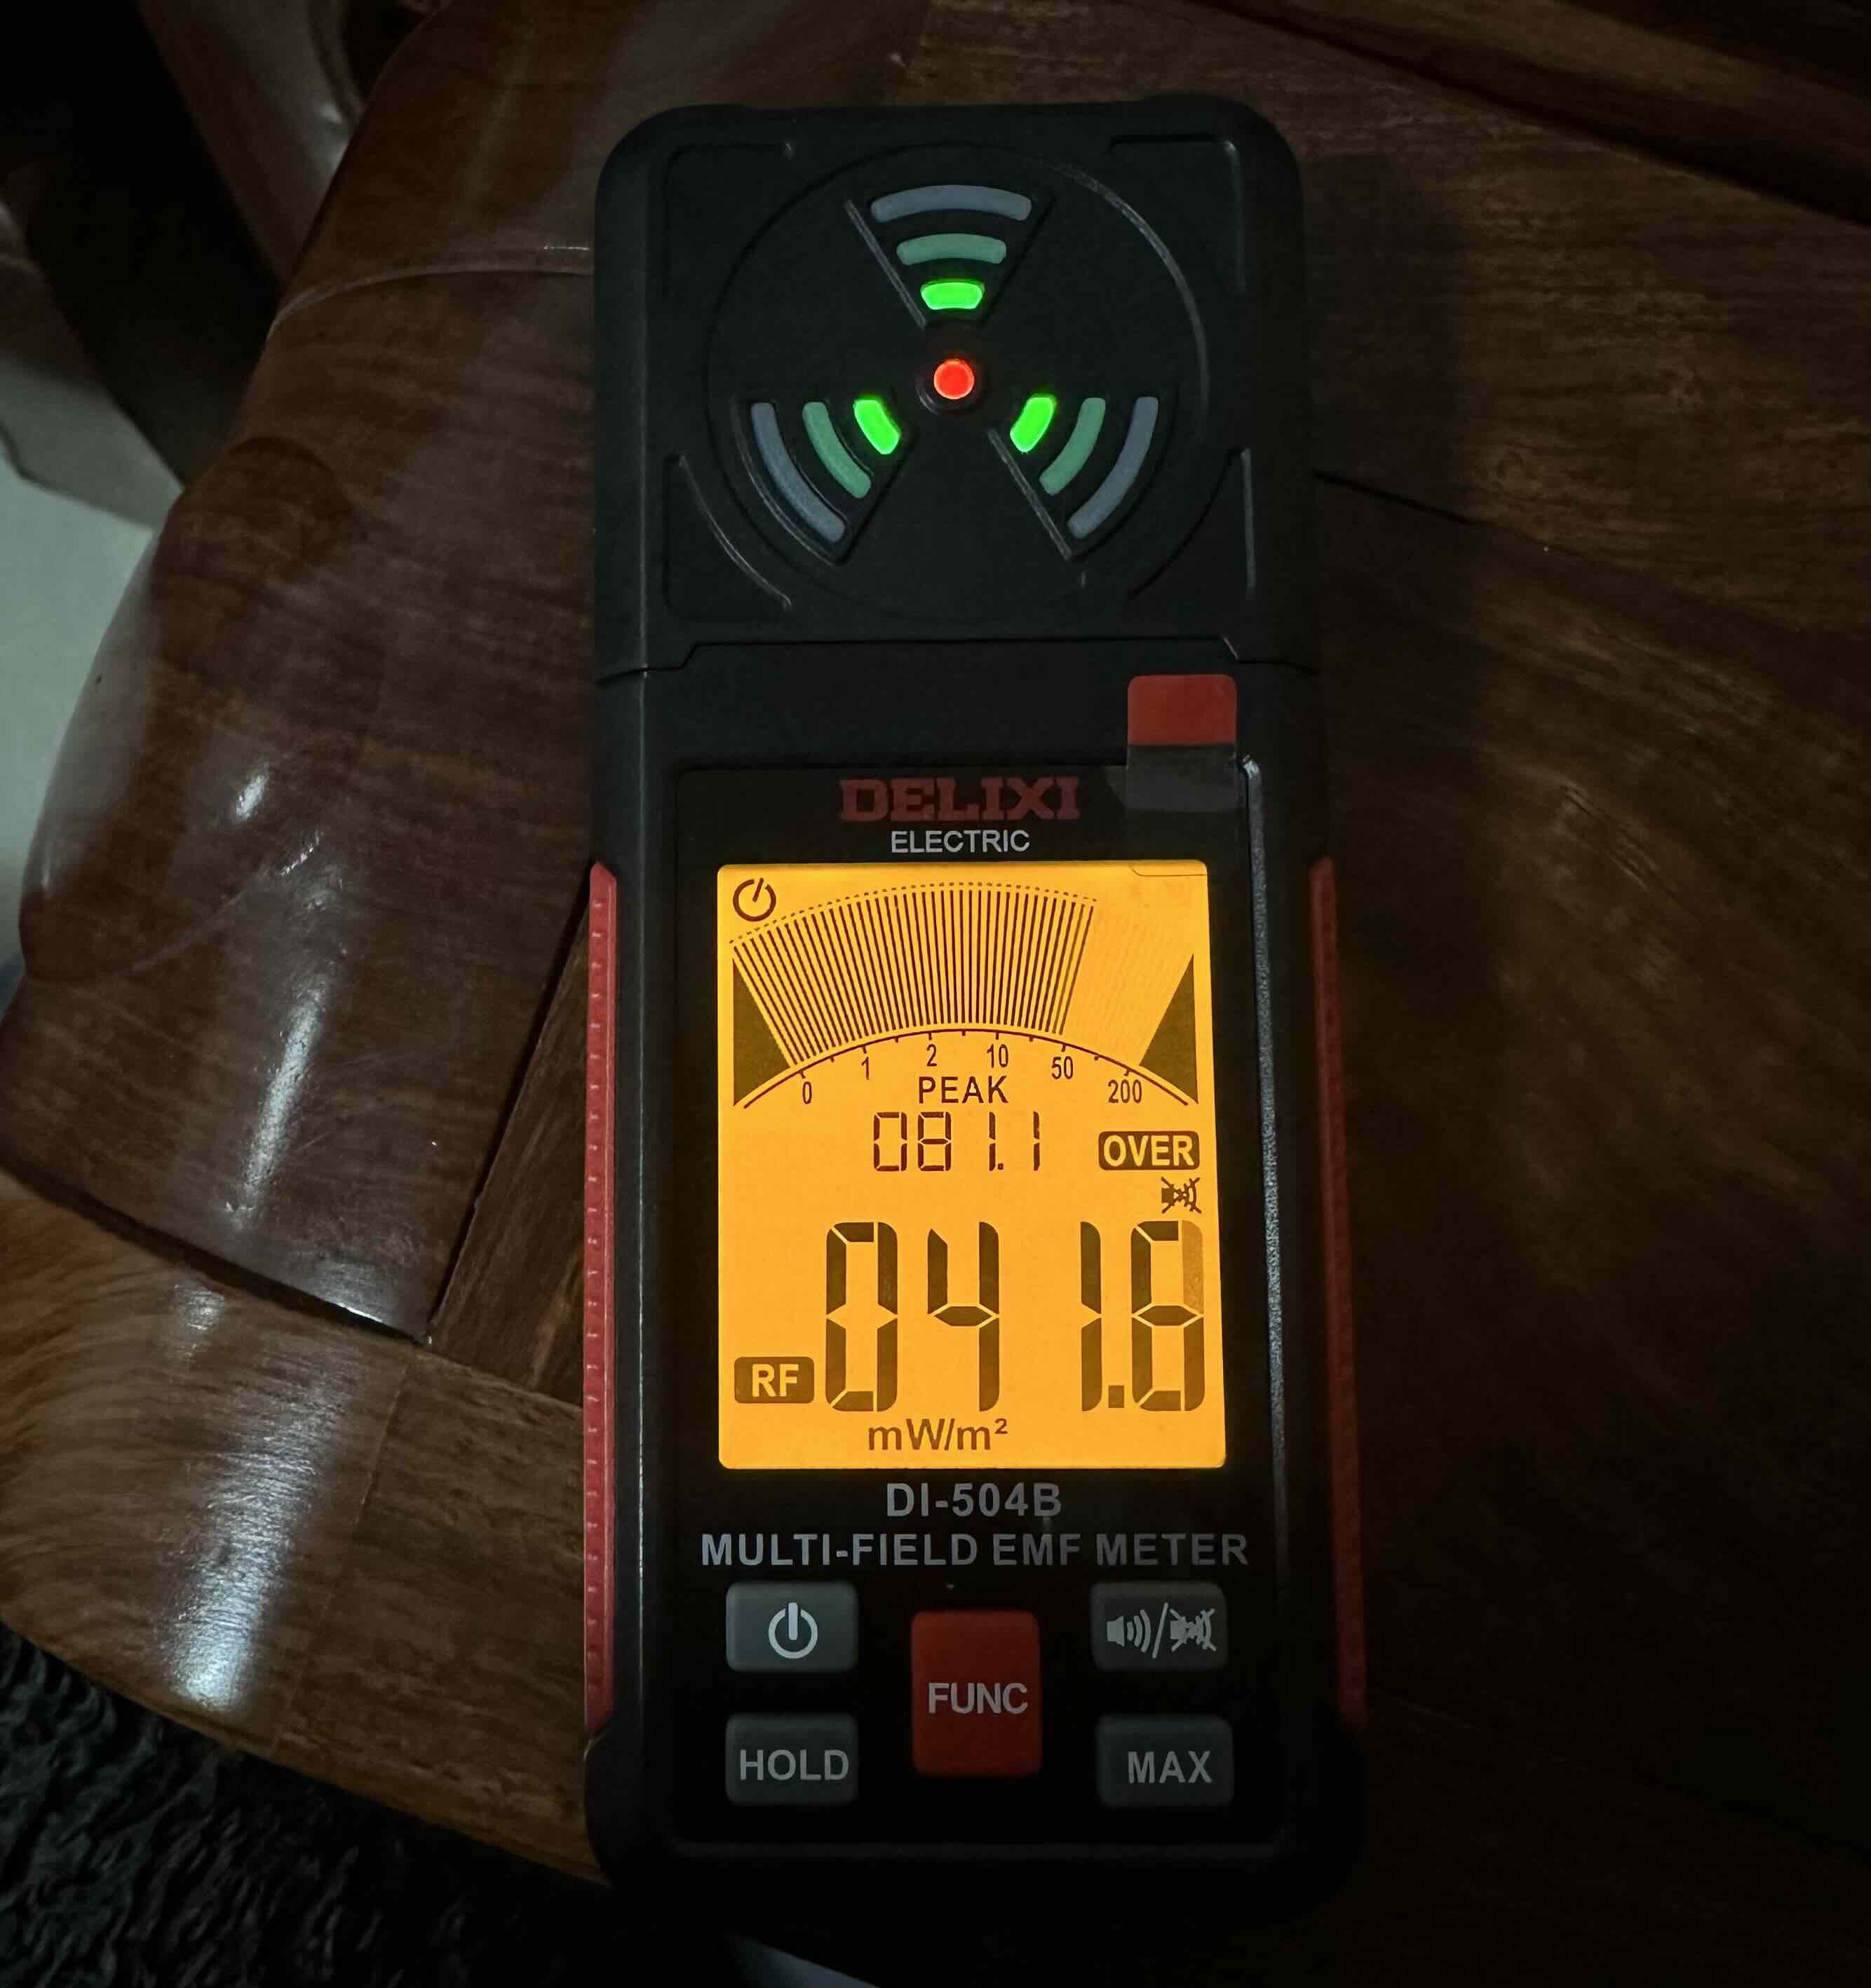 DELIXI
ELECTRIC
0 1 2 10 50 200
PEAK
081.1
OVER
041.6
RF
mW/m²
DI-504B
MULTI-FIELD EMF METER
FUNC
HOLD
MAX